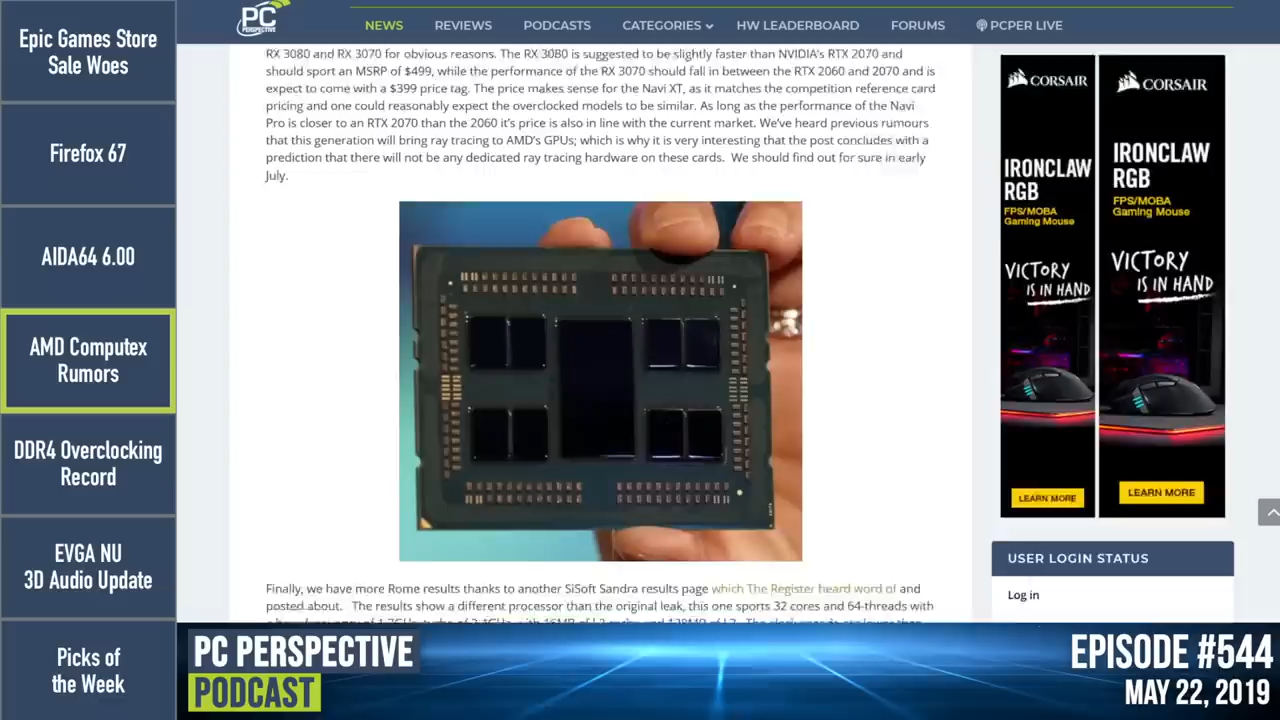 Epic Games Store
Sale Woes
Firefox 67
AIDA64 6.00
AMD Computex
Rumors
DDR4 Overclocking
Record
EVGA NU
3D Audio Update
Picks of
the Week
PC
PERSPECTIVE
NEWS
REVIEWS
PODCASTS
CATEGORIES
HW LEADERBOARD
FORUMS
PCPER LIVE
RX 3080 and RX 3070 for obvious reasons. The RX 3080 is suggested to be slightly faster than NVIDIA's RTX 2070 and
should sport an MSRP of $499, while the performance of the RX 3070 should fall in between the RTX 2060 and 2070 and is
expect to come with a $399 price tag. The price makes sense for the Navi XT, as it matches the competition reference card
pricing and one could reasonably expect the overclocked models to be similar. As long as the performance of the Navi
Pro is closer to an RTX 2070 than the 2060 it's price is also in line with the current market. We've heard previous rumours
that this generation will bring ray tracing to AMD's GPUs; which is why it is very interesting that the post concludes with a
prediction that there will not be any dedicated ray tracing hardware on these cards. We should find out for sure in early
July.
Finally, we have more Rome results thanks to another SiSoft Sandra results page which The Register heard word of and
posted about. The results show a different processor than the original leak, this one sports 32 cores and 64-threads with
CORSAIR
IRONCLAW
RGB
FPS/MOBA
Gaming Mouse
VICTORY
IS IN HAND
LEARN MORE
CORSAIR
IRONCLAW
RGB
FPS/MOBA
Gaming Mouse
VICTORY
IS IN HAND
LEARN MORE
USER LOGIN STATUS
Log in
PC PERSPECTIVE
PODCAST
EPISODE #544
MAY 22, 2019